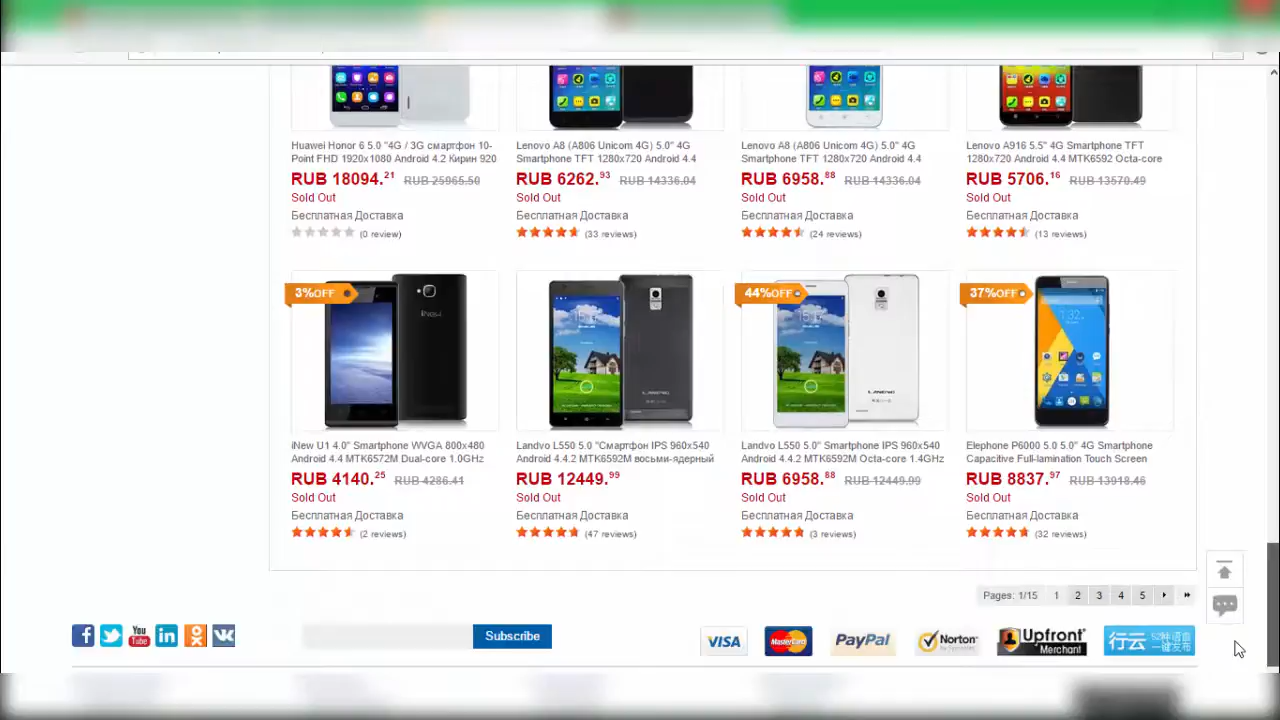 Huawei Honor 6 5.0 "4G / 3G смартфон 10-
Point FHD 1920x1080 Android 4.2 Кирин 920
RUB 18094.21 RUB 25965.50
Sold Out
Бесплатная Доставка
(0 review)
Lenovo A8 (A806 Unicom 4G) 5.0" 4G
Smartphone TFT 1280x720 Android 4.4
RUB 6262.93 RUB 14336.04
Sold Out
Бесплатная Доставка
(33 reviews)
Lenovo A8 (A806 Unicom 4G) 5.0" 4G
Smartphone TFT 1280x720 Android 4.4
RUB 6958.88 RUB 14336.04
Sold Out
Бесплатная Доставка
(24 reviews)
Lenovo A916 5.5" 4G Smartphone TFT
1280x720 Android 4.4 MTK6592 Octa-core
RUB 5706.16 RUB 13570.49
Sold Out
Бесплатная Доставка
(13 reviews)
3%OFF
iNew U1 4.0" Smartphone WVGA 800x480
Android 4.4 MTK6572M Dual-core 1.0GHz
RUB 4140.25 RUB 4286.41
Sold Out
Бесплатная Доставка
(2 reviews)
Landvo L550 5.0 "Смартфон IPS 960x540
Android 4.4.2 MTK6592M восьми-ядерный
RUB 12449.99
Sold Out
Бесплатная Доставка
(47 reviews)
44%OFF
Landvo L550 5.0" Smartphone IPS 960x540
Android 4.4.2 MTK6592M Octa-core 1.4GHz
RUB 6958.88 RUB 12449.99
Sold Out
Бесплатная Доставка
(3 reviews)
37%OFF
Elephone P6000 5.0 5.0" 4G Smartphone
Capacitive Full-lamination Touch Screen
RUB 8837.97 RUB 13918.46
Sold Out
Бесплатная Доставка
(32 reviews)
Pages: 1/15 1 2 3 4 5
You
Tube
Subscribe
VISA
MasterCard
PayPal
Norton
Upfront
Merchant
行云
一键发布